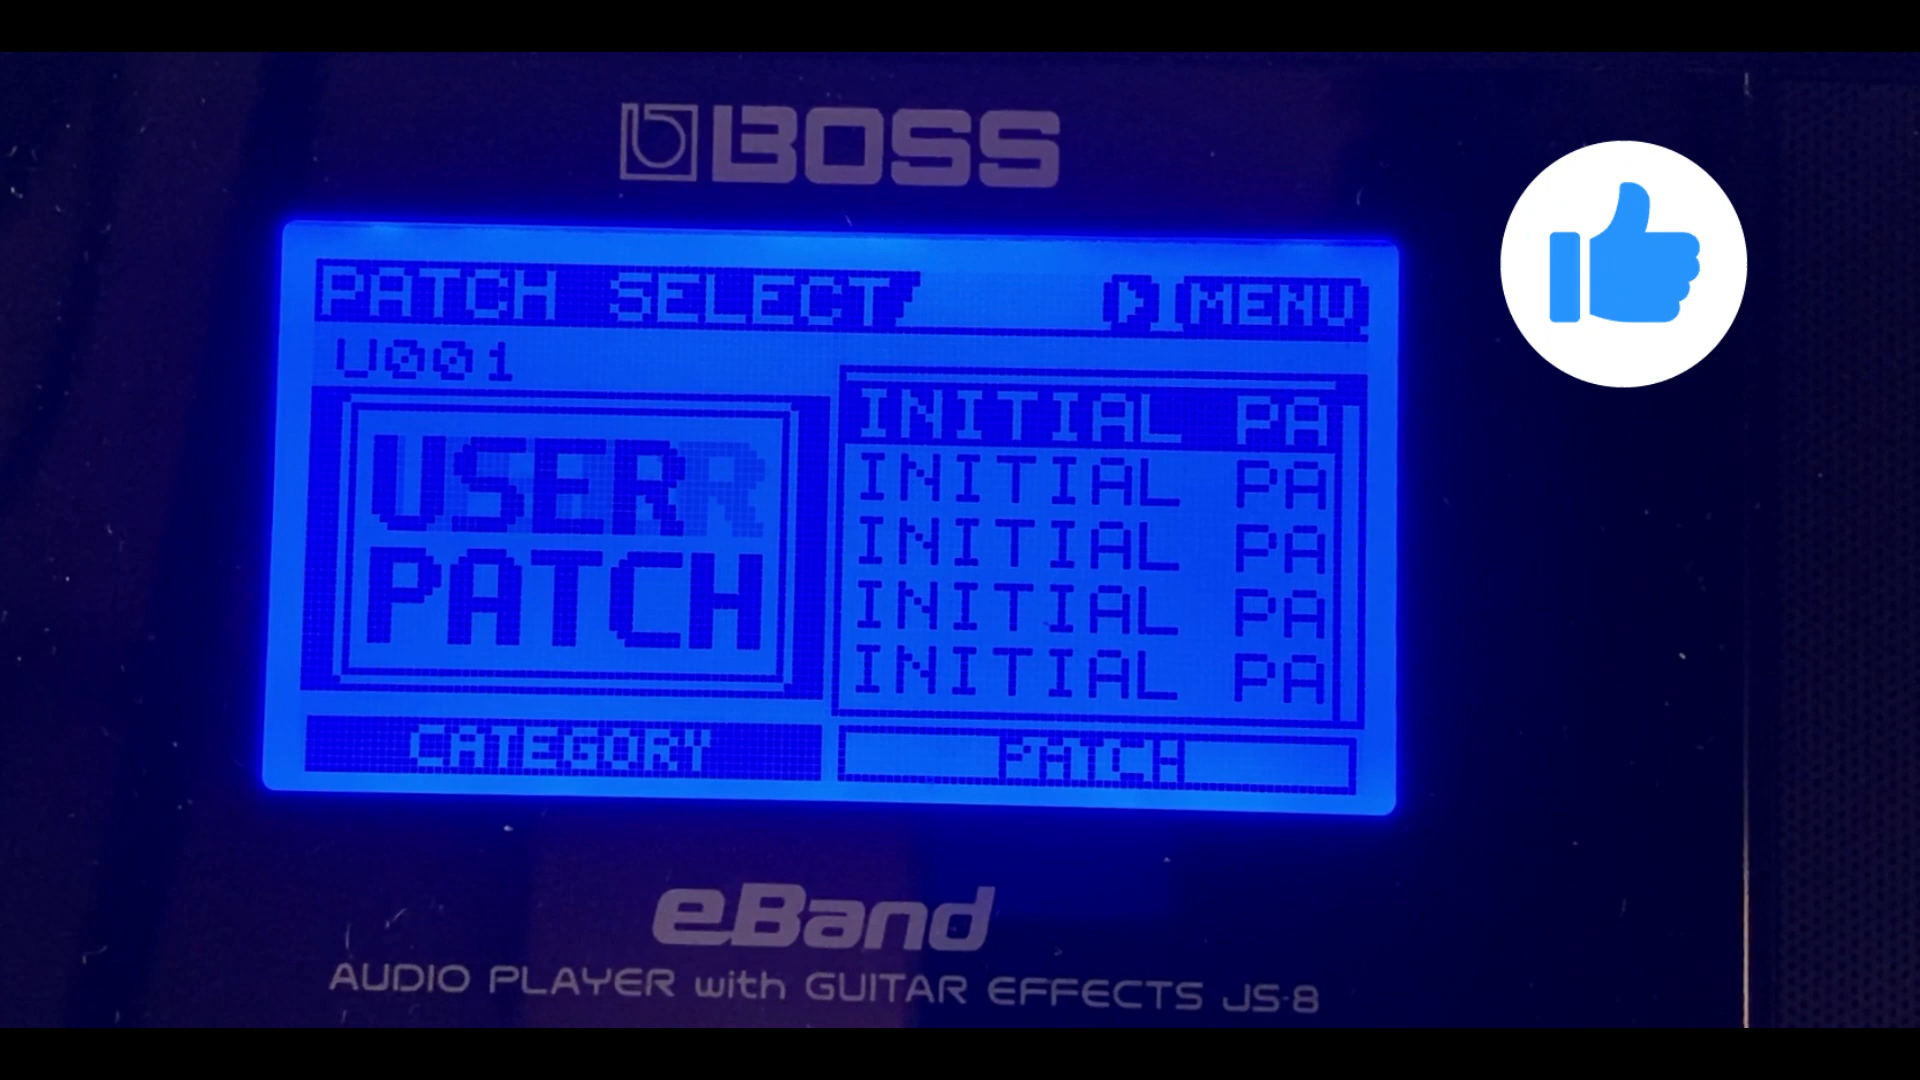 BOSS
PATCH SELECT MENU
U001
USER
PATCH
INITIAL PA
INITIAL PA
INITIAL PA
INITIAL PA
INITIAL PA
CATEGORY PATCH
eBand
AUDIO PLAYER with GUITAR EFFECTS JS-8